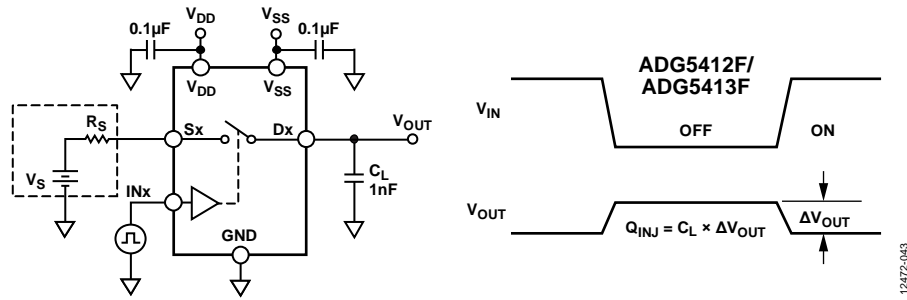 VDD
VSS
0.1µF
0.1µF
VDD
VSS
RS
Sx
Dx
VOUT
VS
INx
CL
1nF
GND
ADG5412F/
ADG5413F
VIN
OFF
ON
VOUT
QINJ = CL × ΔVOUT
ΔVOUT
12472-043